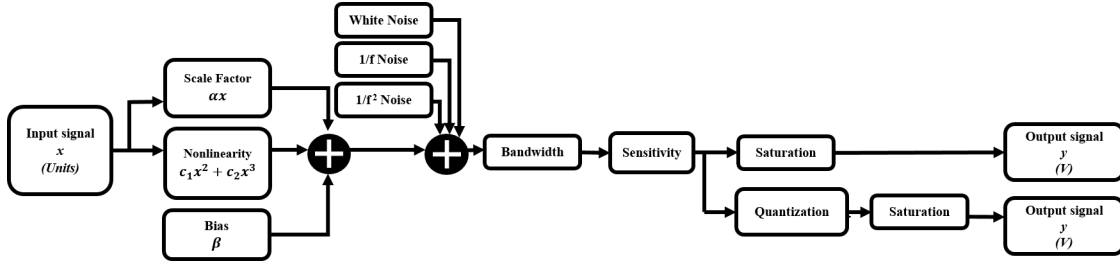 White Noise
1/f Noise
1/f² Noise
Scale Factor
αx
Input signal
x
(Units)
Nonlinearity
c₁x² + c₂x³
Bias
β
Bandwidth
Sensitivity
Saturation
Output signal
y
(V)
Quantization
Saturation
Output signal
y
(V)